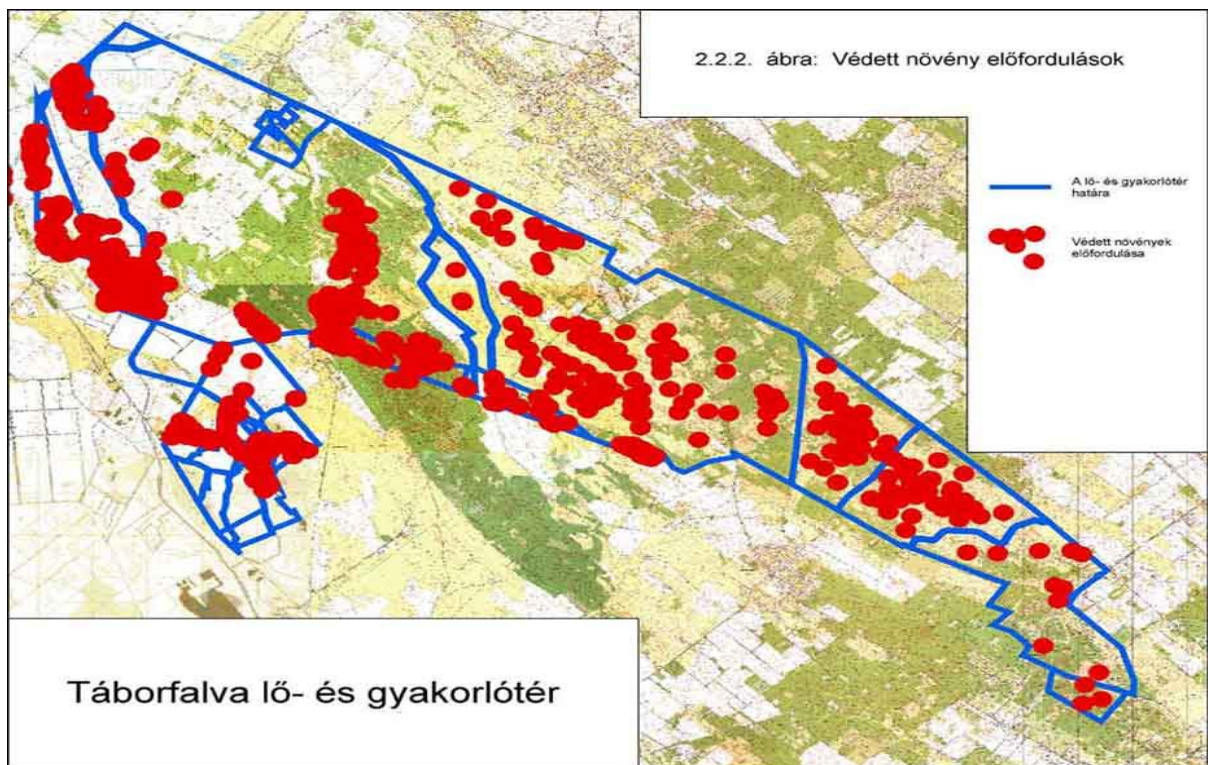 2.2.2. ábra: Védett növény előfordulások
A lő- és gyakorlótér
határa
Védett növények
előfordulása
Táborfalva lő- és gyakorlótér